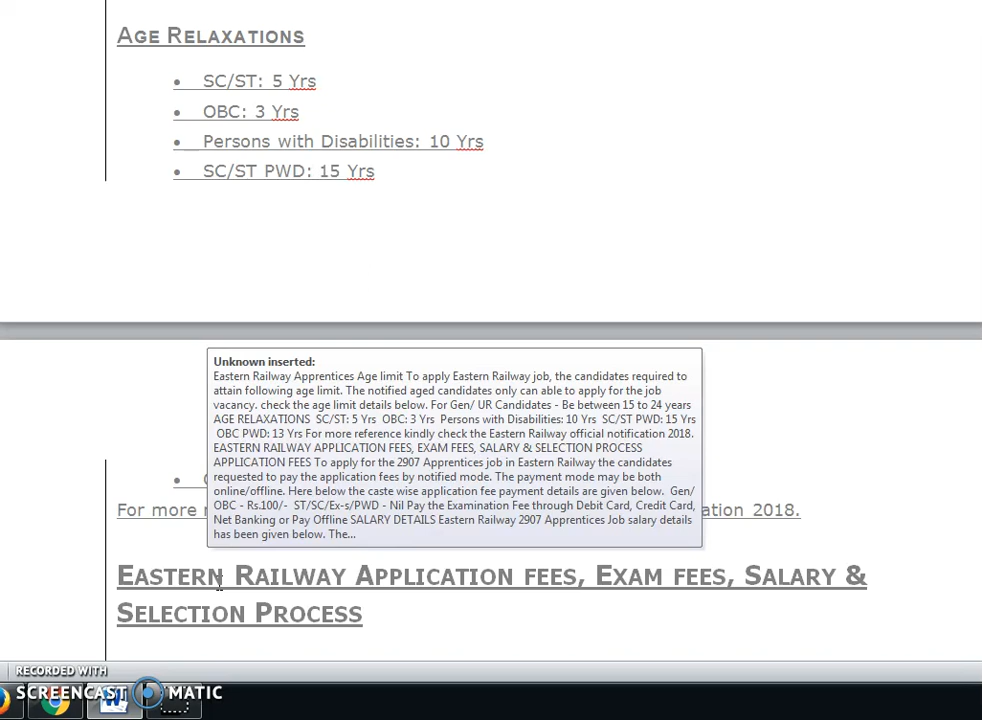 AGE RELAXATIONS
• SC/ST: 5 Yrs
• OBC: 3 Yrs
• Persons with Disabilities: 10 Yrs
• SC/ST PWD: 15 Yrs
Unknown inserted:
Eastern Railway Apprentices Age limit To apply Eastern Railway job, the candidates required to
attain following age limit. The notified aged candidates only can able to apply for the job
vacancy. check the age limit details below. For Gen/ UR Candidates - Be between 15 to 24 years
AGE RELAXATIONS SC/ST: 5 Yrs OBC: 3 Yrs Persons with Disabilities: 10 Yrs SC/ST PWD: 15 Yrs
OBC PWD: 13 Yrs For more reference kindly check the Eastern Railway official notification 2018.
EASTERN RAILWAY APPLICATION FEES, EXAM FEES, SALARY & SELECTION PROCESS
APPLICATION FEES To apply for the 2907 Apprentices job in Eastern Railway the candidates
requested to pay the application fees by notified mode. The payment mode may be both
online/offline. Here below the caste wise application fee payment details are given below. Gen/
OBC - Rs.100/- ST/SC/Ex-s/PWD - Nil Pay the Examination Fee through Debit Card, Credit Card,
Net Banking or Pay Offline SALARY DETAILS Eastern Railway 2907 Apprentices Job salary details
has been given below. The...
•
For more ation 2018.
EASTERN RAILWAY APPLICATION FEES, EXAM FEES, SALARY &
SELECTION PROCESS
RECORDED WITH
SCREENCAST MATIC